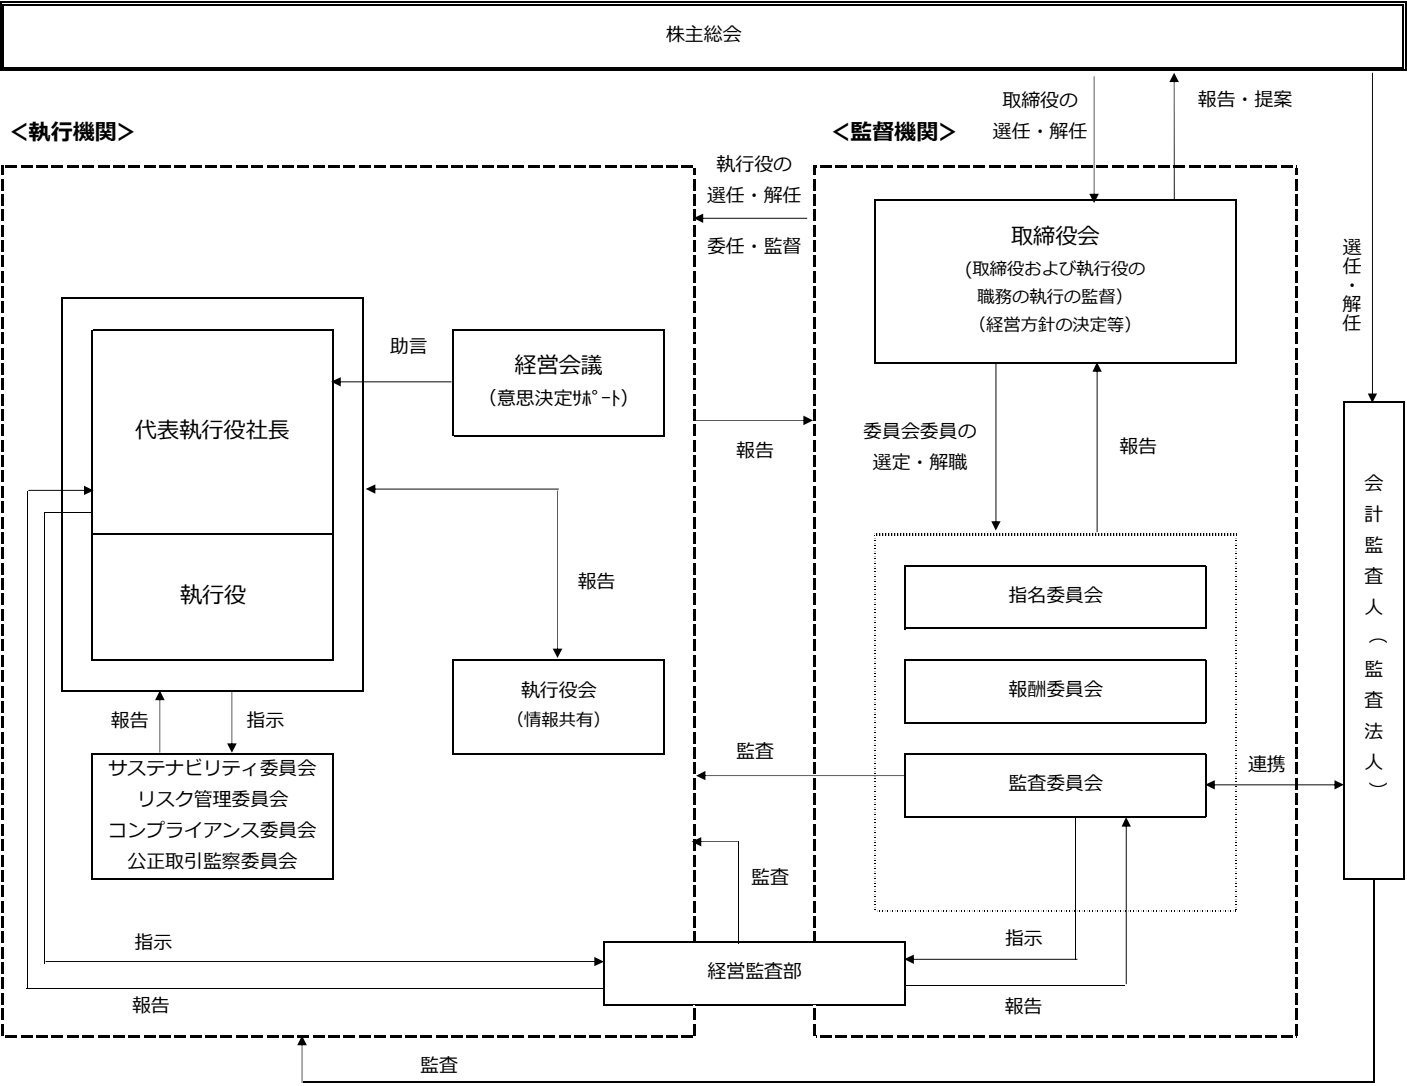 株主総会
取締役の
選任・解任
報告・提案
＜執行機関＞
＜監督機関＞
執行役の
選任・解任
委任・監督
取締役会
(取締役および執行役の
職務の執行の監督）
（経営方針の決定等）
選任・解任
助言
経営会議
（意思決定ｻﾎﾟｰﾄ）
代表執行役社長
報告
委員会委員の
選定・解職
報告
会計監査人（監査法人）
執行役
報告
指名委員会
執行役会
（情報共有）
報酬委員会
報告
指示
サステナビリティ委員会
リスク管理委員会
コンプライアンス委員会
公正取引監察委員会
監査
監査委員会
連携
監査
指示
経営監査部
指示
報告
報告
監査